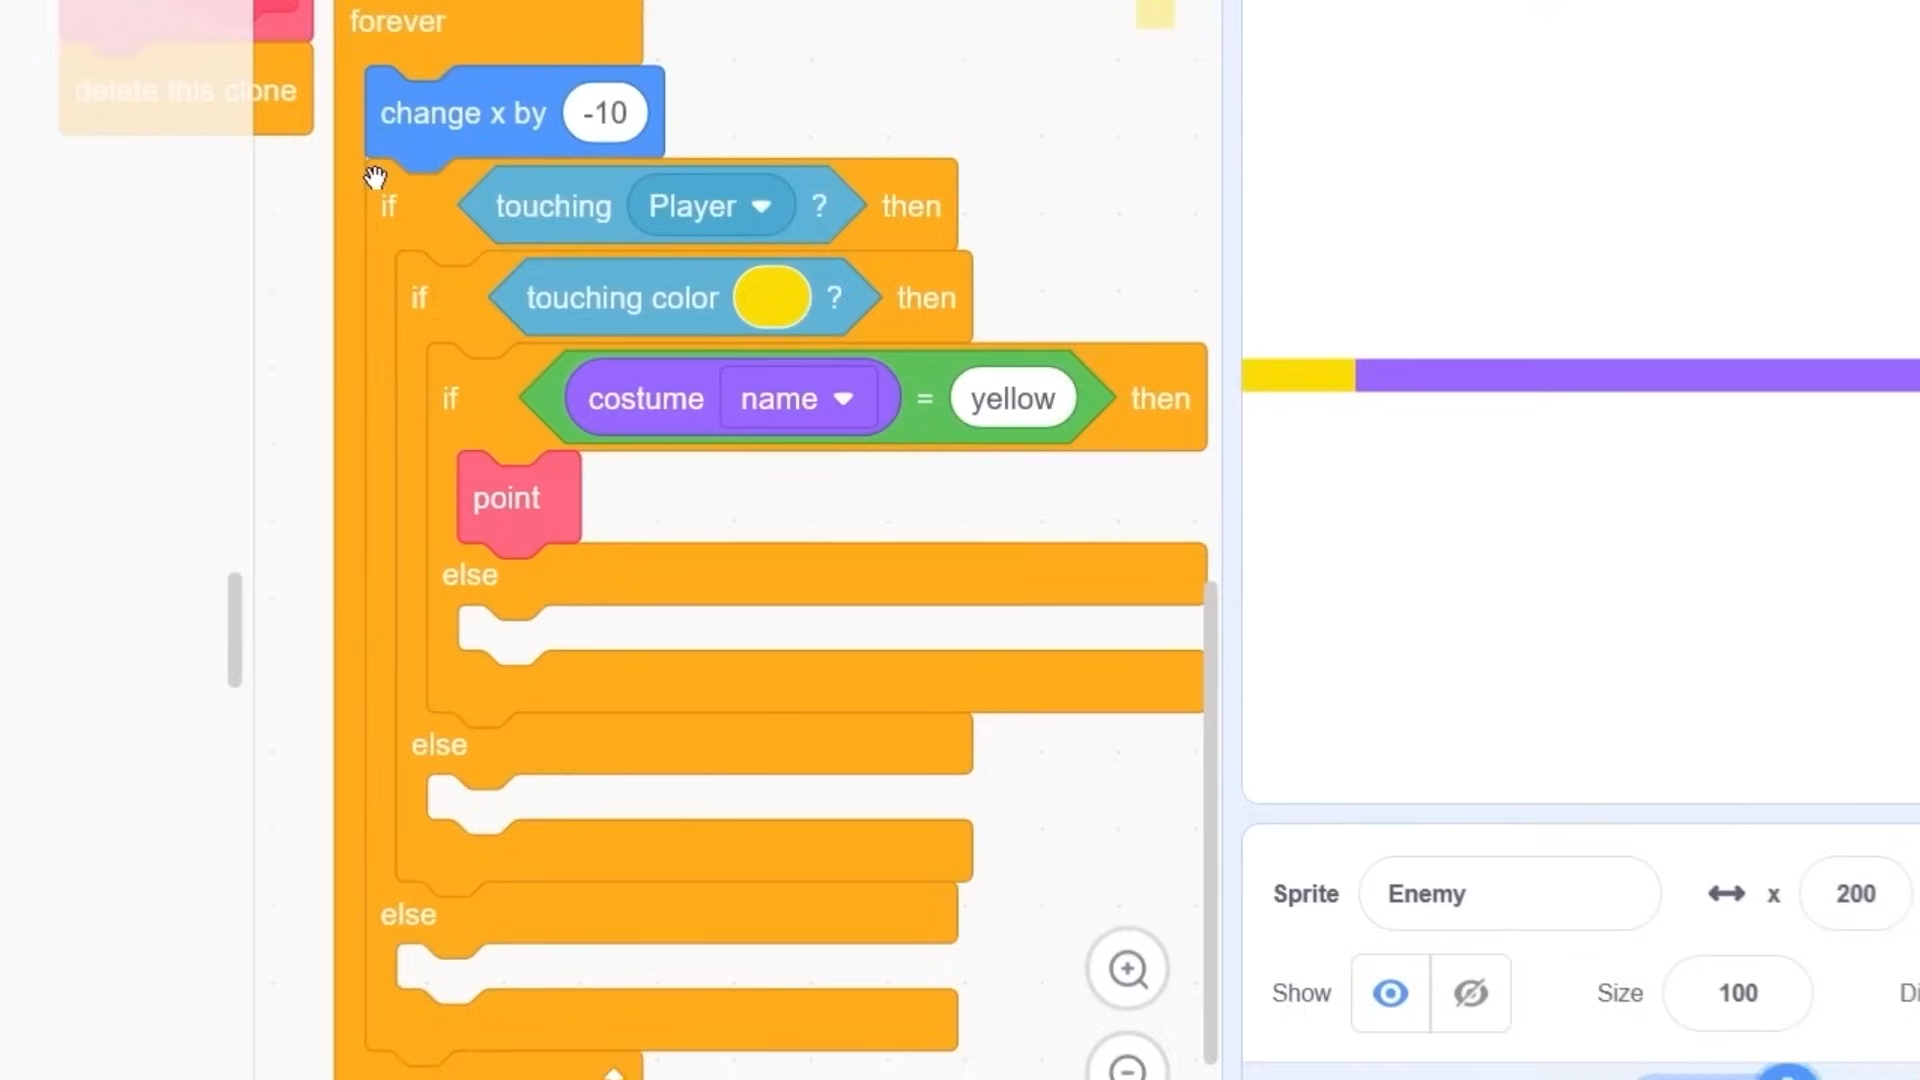 forever
delete this clone
change x by -10
if touching Player ? then
if touching color ? then
if costume name = yellow then
point
else
else
else
Sprite Enemy x 200
Show Size 100 Di